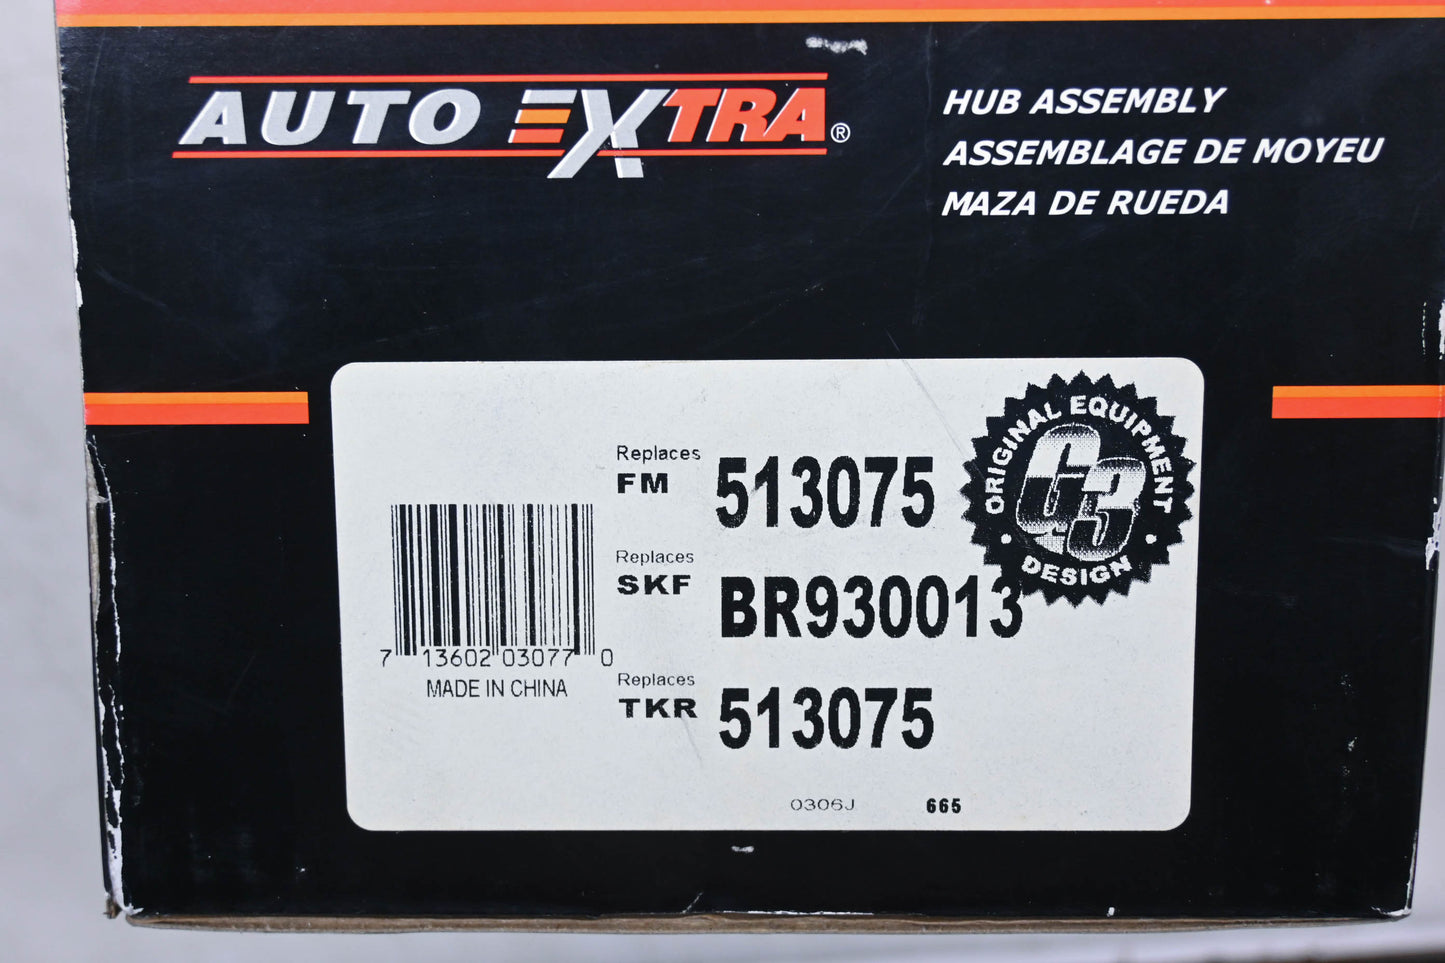 AUTO EXTRA®
HUB ASSEMBLY
ASSEMBLAGE DE MOYEU
MAZA DE RUEDA
Replaces
FM 513075
ORIGINAL EQUIPMENT
G3
DESIGN
Replaces
SKF BR930013
7 13602 03077 0
MADE IN CHINA
Replaces
TKR 513075
0306J 665